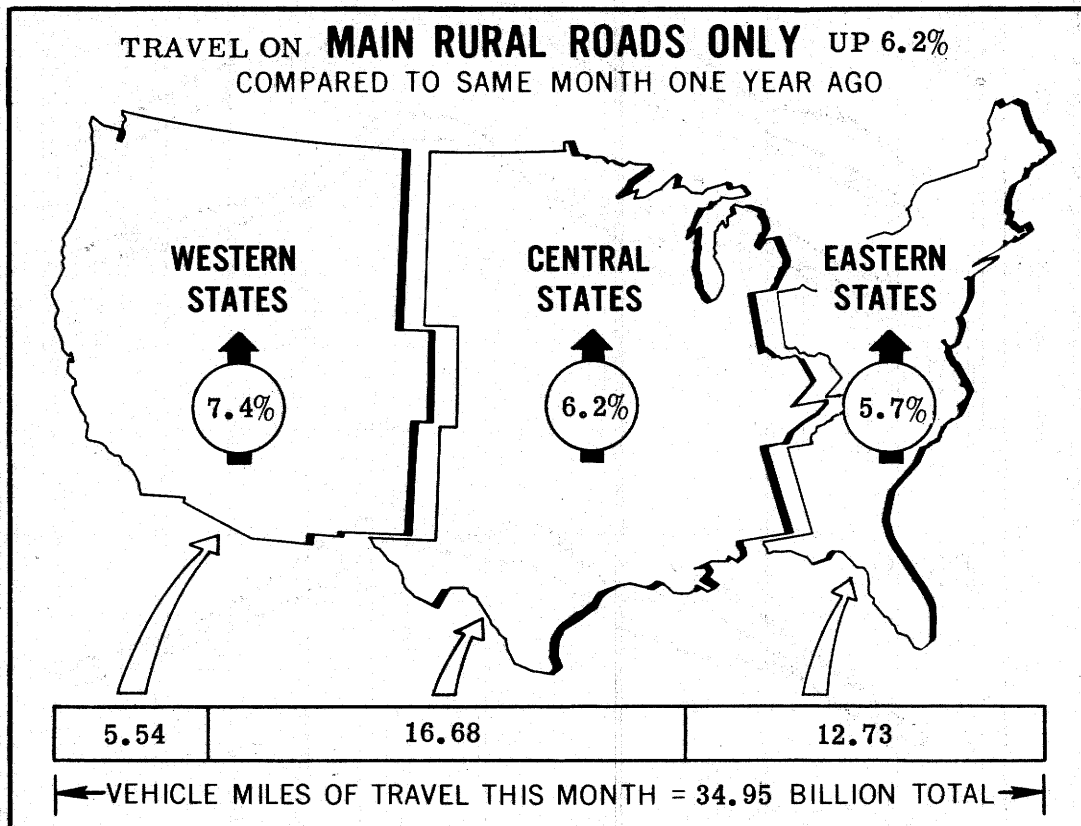 TRAVEL ON MAIN RURAL ROADS ONLY UP 6.2%
COMPARED TO SAME MONTH ONE YEAR AGO
WESTERN
STATES
7.4%
CENTRAL
STATES
6.2%
EASTERN
STATES
5.7%
5.54 16.68 12.73
VEHICLE MILES OF TRAVEL THIS MONTH = 34.95 BILLION TOTAL